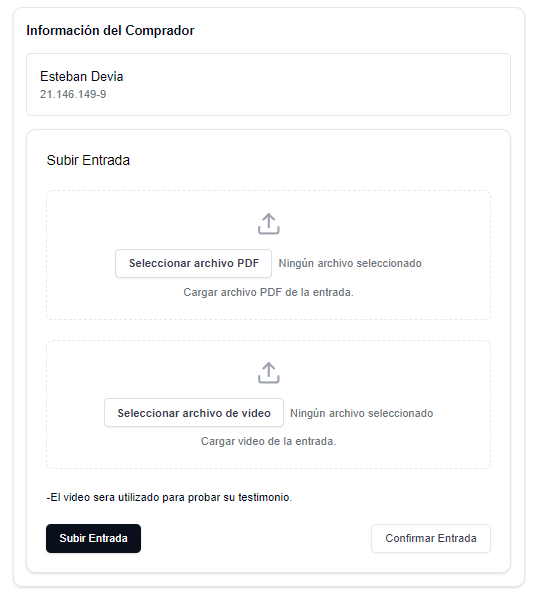 Información del Comprador
Esteban Devia
21.146.149-9
Subir Entrada
Seleccionar archivo PDF Ningún archivo seleccionado
Cargar archivo PDF de la entrada.
Seleccionar archivo de video Ningún archivo seleccionado
Cargar video de la entrada.
-El video sera utilizado para probar su testimonio.
Subir Entrada Confirmar Entrada